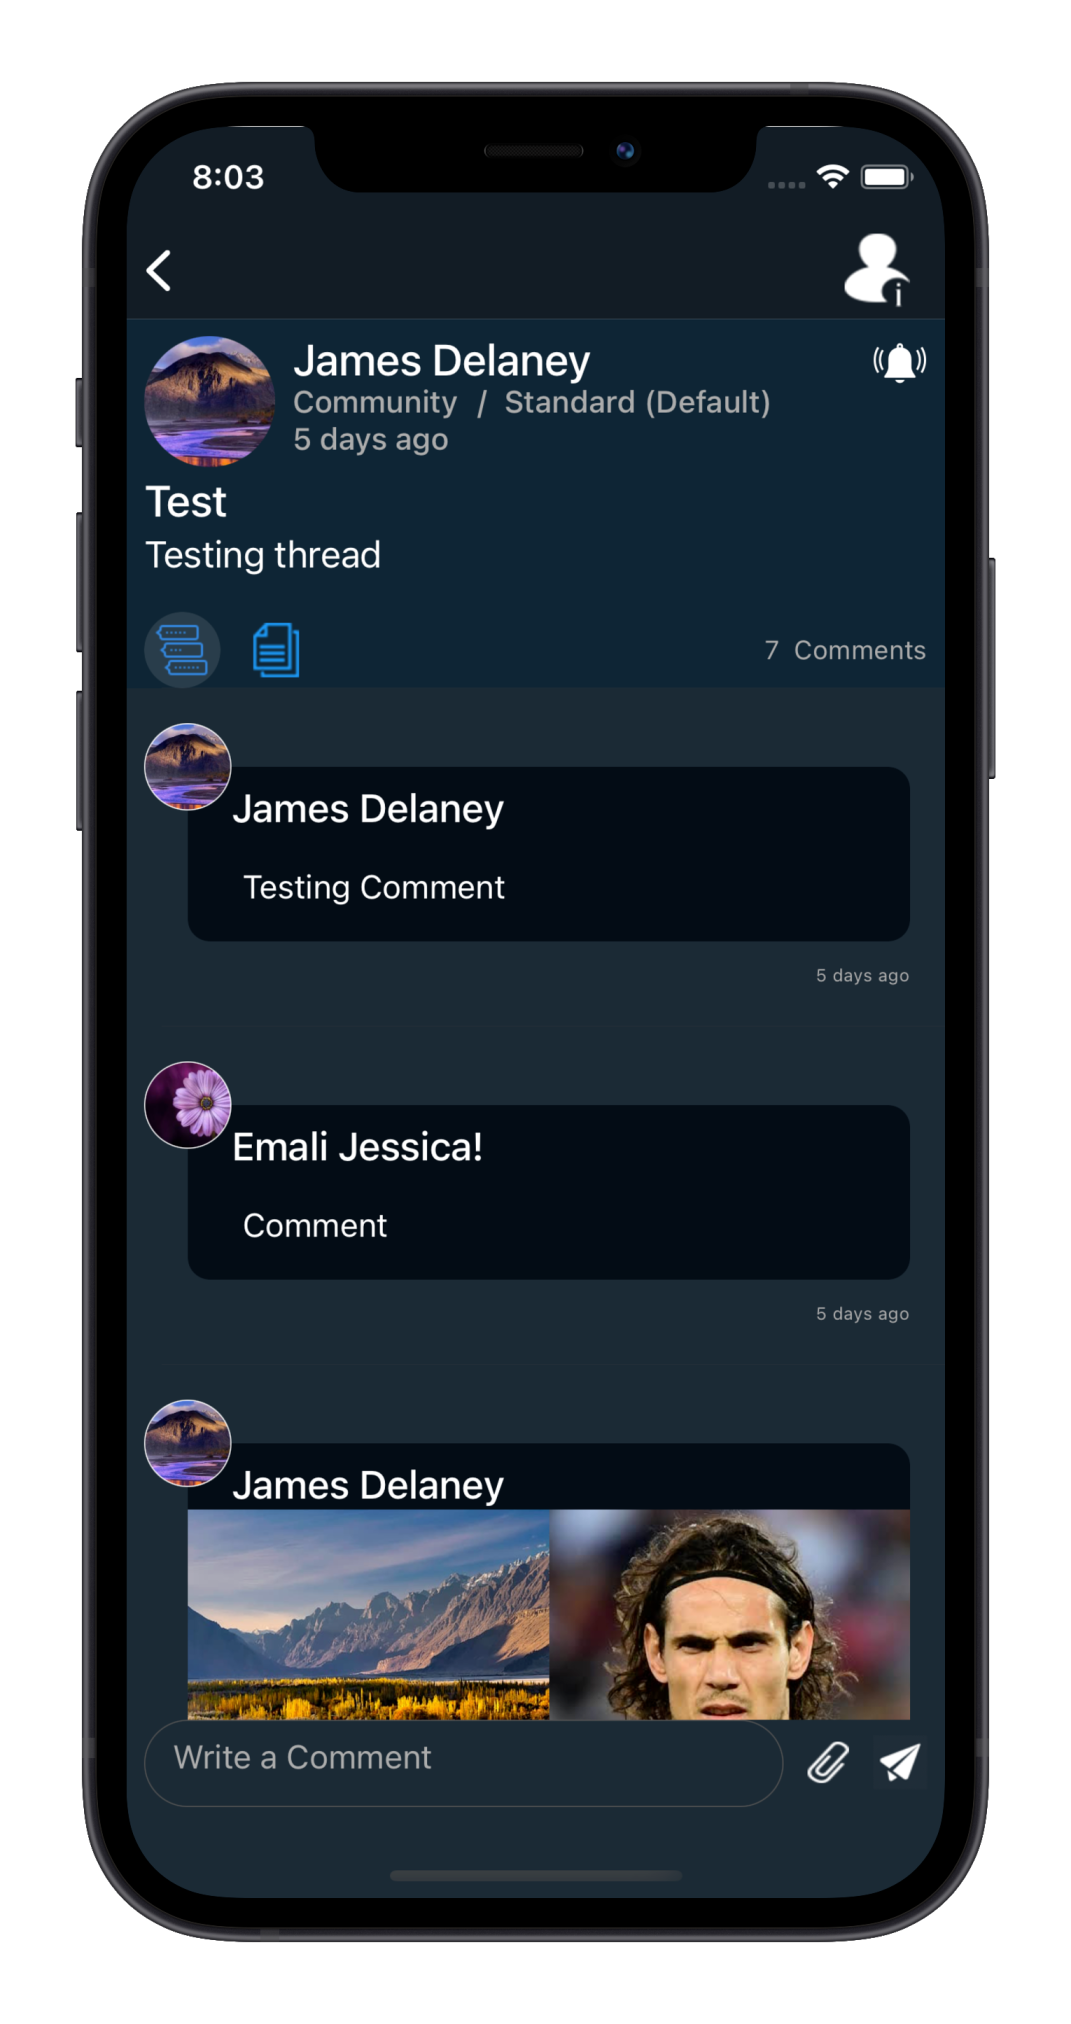 8:03
James Delaney
Community / Standard (Default)
5 days ago
Test
Testing thread
7 Comments
James Delaney
Testing Comment
5 days ago
Emali Jessica!
Comment
5 days ago
James Delaney
Write a Comment